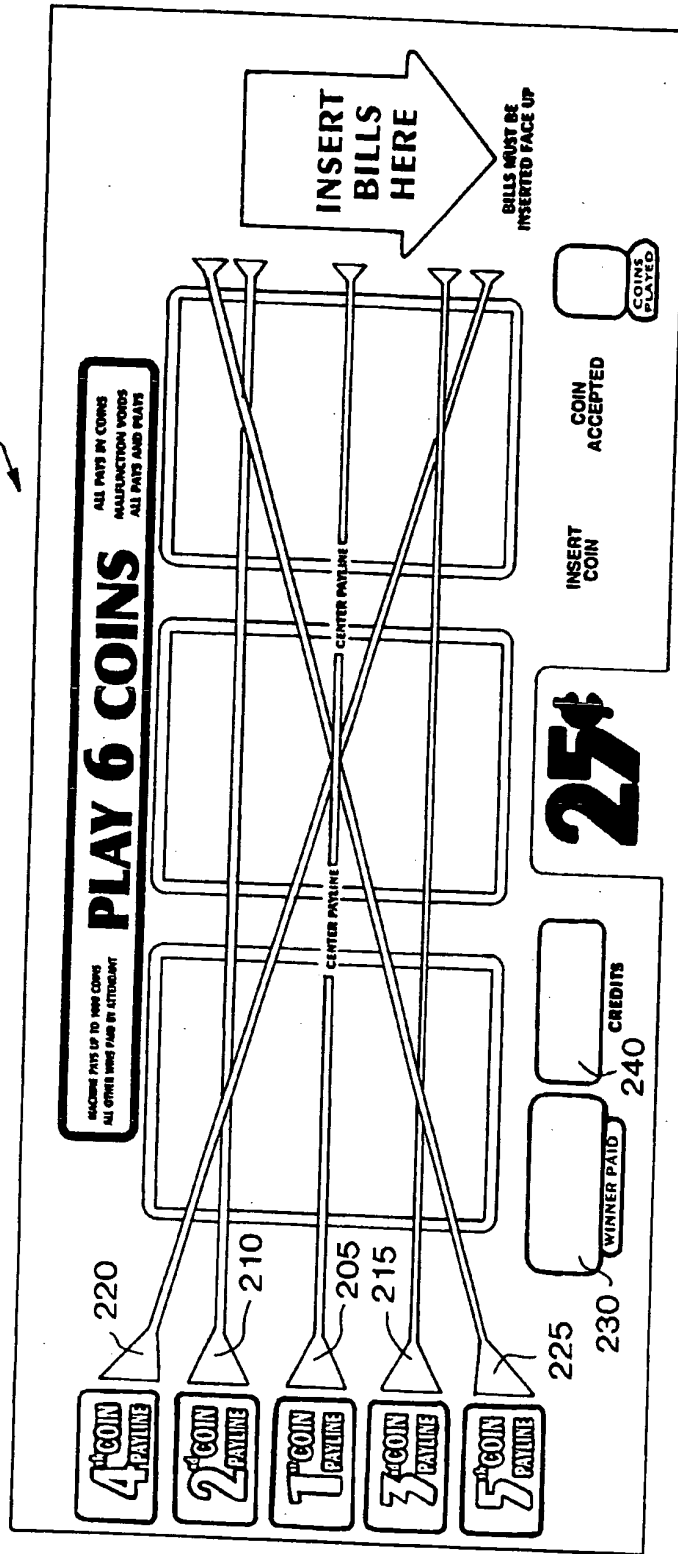 MACHINE PAYS UP TO 1000 COINS
ALL OTHER WINS PAID BY ATTENDANT
PLAY 6 COINS
ALL PAYS IN COINS
MALFUNCTION VOIDS
ALL PAYS AND PLAYS
INSERT
BILLS
HERE
BILLS MUST BE
INSERTED FACE UP
4th COIN
PAYLINE
220
2nd COIN
PAYLINE
210
1st COIN
PAYLINE
205
CENTER PAYLINE
CENTER PAYLINE
3rd COIN
PAYLINE
215
5th COIN
PAYLINE
225
WINNER PAID
230
CREDITS
240
25¢
INSERT
COIN
COIN
ACCEPTED
COINS
PLAYED